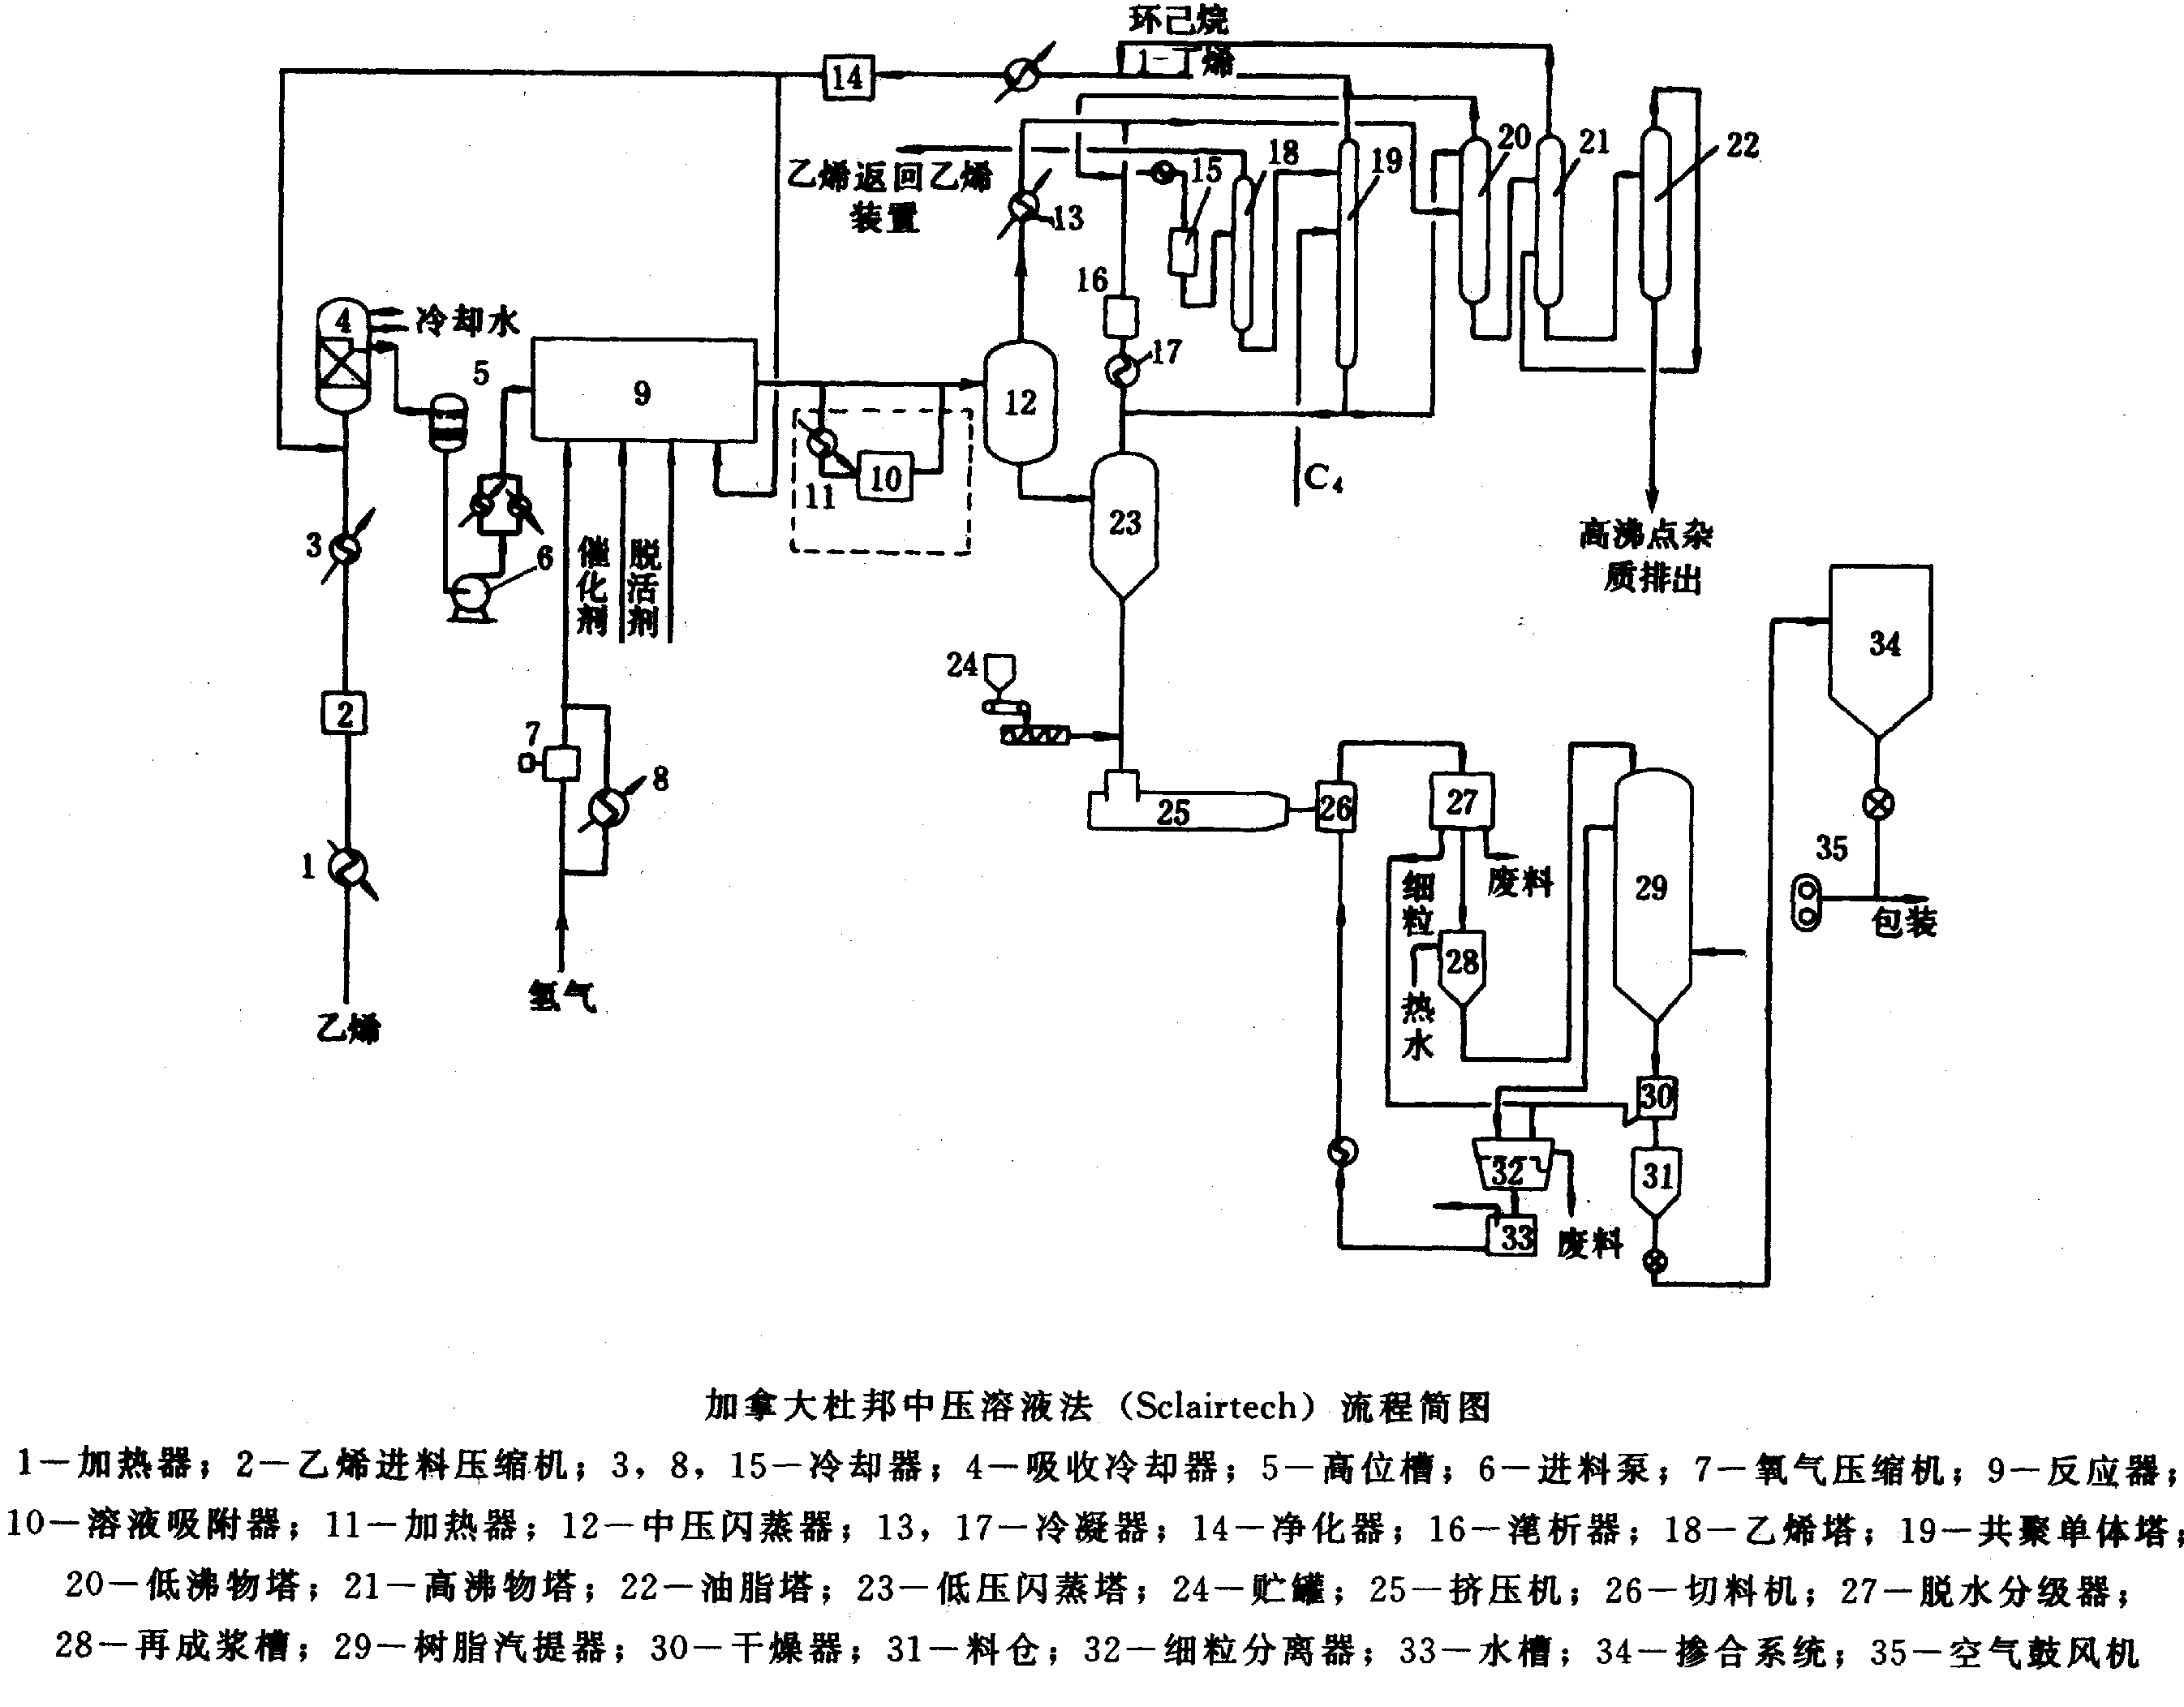 环己烷
1-丁烯
14
乙烯返回乙烯
装置
13
15
18
19
20
21
22
16
17
4
冷却水
5
9
12
10
11
C₄
23
高沸点杂
质排出
3
6
催化剂
脱活剂
2
7
8
1
乙烯
氢气
24
25
26
27
细粒
废料
28
热水
29
30
31
32
33
废料
34
35
包装
加拿大杜邦中压溶液法（Sclairtech）流程简图
1—加热器；2—乙烯进料压缩机；3，8，15—冷却器；4—吸收冷却器；5—高位槽；6—进料泵；7—氧气压缩机；9—反应器；
10—溶液吸附器；11—加热器；12—中压闪蒸器；13，17—冷凝器；14—净化器；16—滗析器；18—乙烯塔；19—共聚单体塔；
20—低沸物塔；21—高沸物塔；22—油脂塔；23—低压闪蒸塔；24—贮罐；25—挤压机；26—切料机；27—脱水分级器；
28—再成浆槽；29—树脂汽提器；30—干燥器；31—料仓；32—细粒分离器；33—水槽；34—掺合系统；35—空气鼓风机